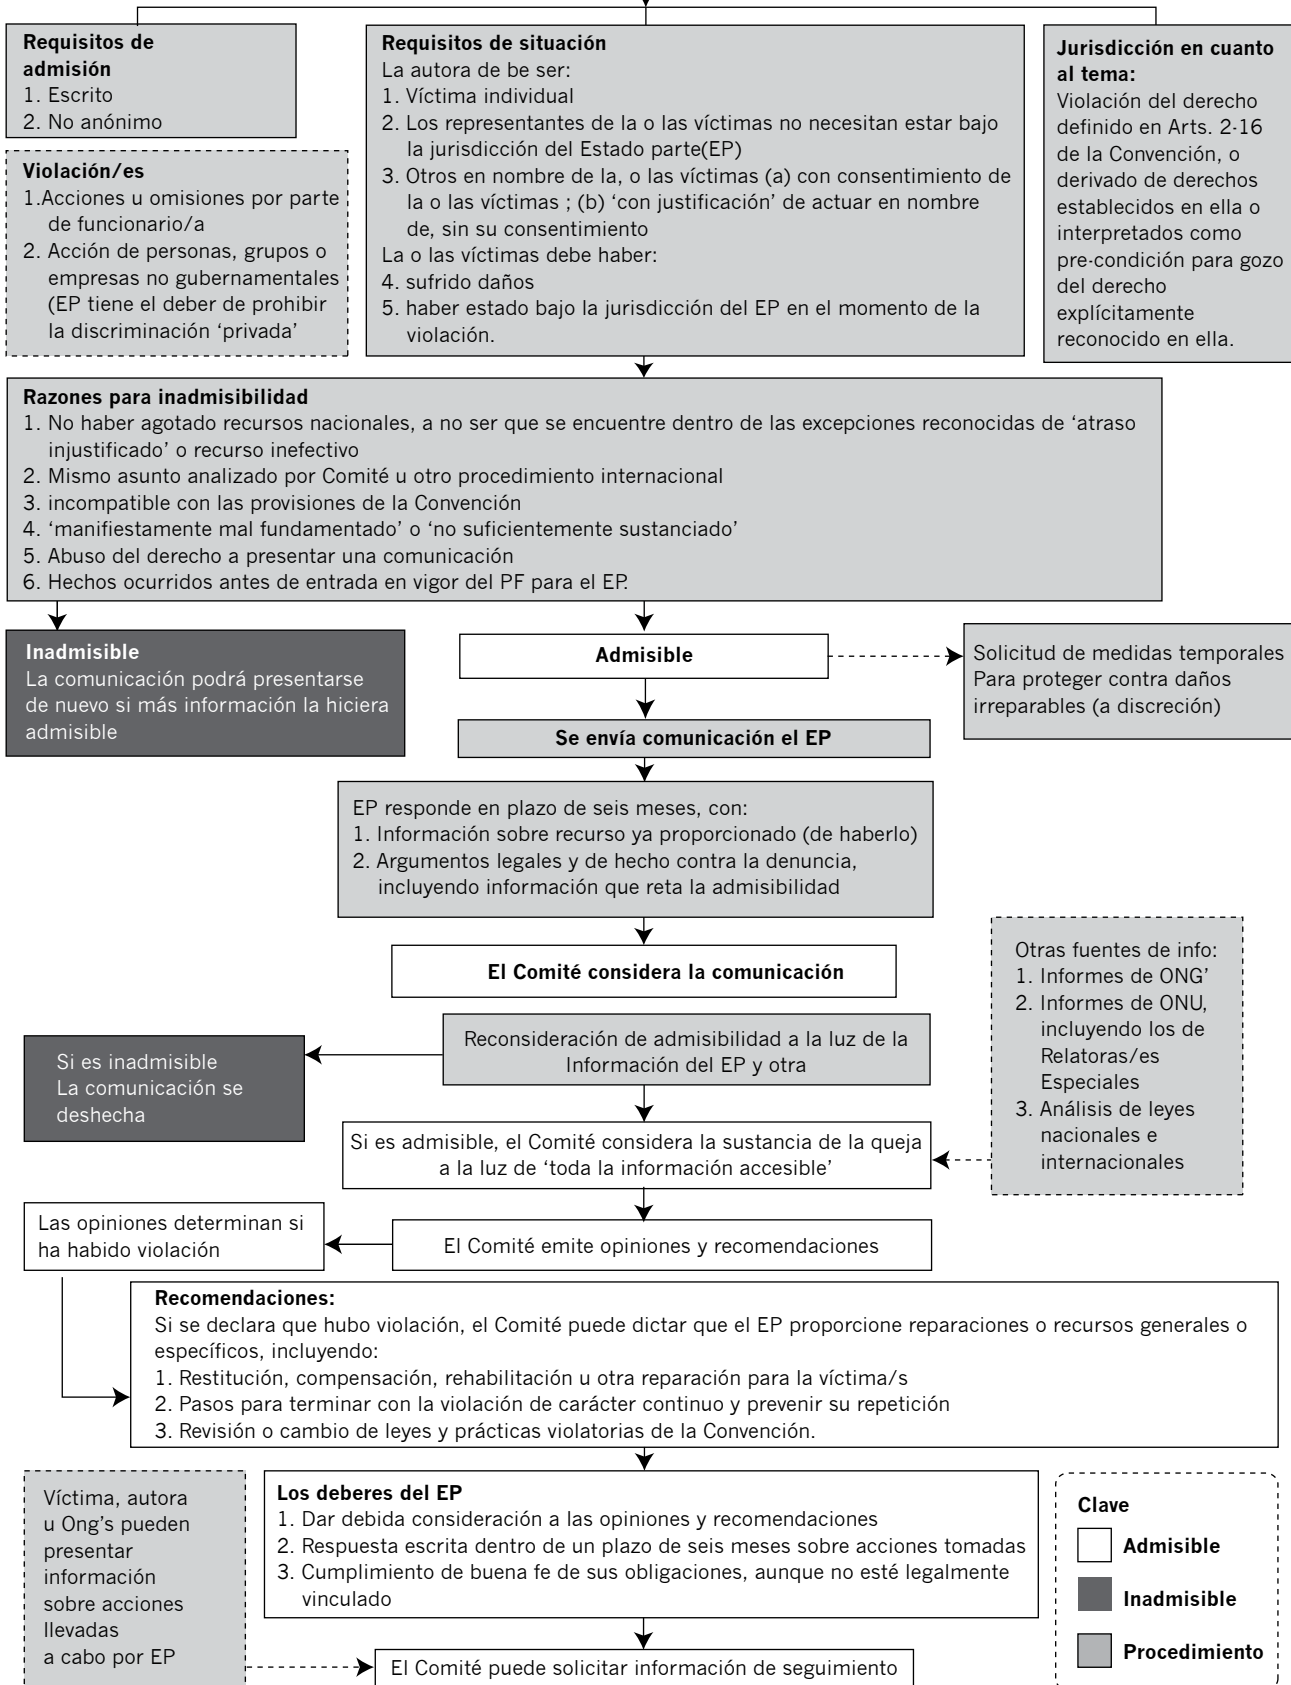 Requisitos de
admisión
1. Escrito
2. No anónimo
Violación/es
1.Acciones u omisiones por parte
de funcionario/a
2. Acción de personas, grupos o
empresas no gubernamentales
(EP tiene el deber de prohibir
la discriminación ‘privada’
Requisitos de situación
La autora de be ser:
1. Víctima individual
2. Los representantes de la o las víctimas no necesitan estar bajo
la jurisdicción del Estado parte(EP)
3. Otros en nombre de la, o las víctimas (a) con consentimiento de
la o las víctimas ; (b) ‘con justificación’ de actuar en nombre
de, sin su consentimiento
La o las víctimas debe haber:
4. sufrido daños
5. haber estado bajo la jurisdicción del EP en el momento de la
violación.
Jurisdicción en cuanto
al tema:
Violación del derecho
definido en Arts. 2-16
de la Convención, o
derivado de derechos
establecidos en ella o
interpretados como
pre-condición para gozo
del derecho
explícitamente
reconocido en ella.
Razones para inadmisibilidad
1. No haber agotado recursos nacionales, a no ser que se encuentre dentro de las excepciones reconocidas de ‘atraso
injustificado’ o recurso inefectivo
2. Mismo asunto analizado por Comité u otro procedimiento internacional
3. incompatible con las provisiones de la Convención
4. ‘manifiestamente mal fundamentado’ o ‘no suficientemente sustanciado’
5. Abuso del derecho a presentar una comunicación
6. Hechos ocurridos antes de entrada en vigor del PF para el EP.
Inadmisible
La comunicación podrá presentarse
de nuevo si más información la hiciera
admisible
Admisible
Solicitud de medidas temporales
Para proteger contra daños
irreparables (a discreción)
Se envía comunicación el EP
EP responde en plazo de seis meses, con:
1. Información sobre recurso ya proporcionado (de haberlo)
2. Argumentos legales y de hecho contra la denuncia,
incluyendo información que reta la admisibilidad
El Comité considera la comunicación
Otras fuentes de info:
1. Informes de ONG’
2. Informes de ONU,
incluyendo los de
Relatoras/es
Especiales
3. Análisis de leyes
nacionales e
internacionales
Reconsideración de admisibilidad a la luz de la
Información del EP y otra
Si es inadmisible
La comunicación se
deshecha
Si es admisible, el Comité considera la sustancia de la queja
a la luz de ‘toda la información accesible’
El Comité emite opiniones y recomendaciones
Las opiniones determinan si
ha habido violación
Recomendaciones:
Si se declara que hubo violación, el Comité puede dictar que el EP proporcione reparaciones o recursos generales o
específicos, incluyendo:
1. Restitución, compensación, rehabilitación u otra reparación para la víctima/s
2. Pasos para terminar con la violación de carácter continuo y prevenir su repetición
3. Revisión o cambio de leyes y prácticas violatorias de la Convención.
Víctima, autora
u Ong's pueden
presentar
información
sobre acciones
llevadas
a cabo por EP
Los deberes del EP
1. Dar debida consideración a las opiniones y recomendaciones
2. Respuesta escrita dentro de un plazo de seis meses sobre acciones tomadas
3. Cumplimiento de buena fe de sus obligaciones, aunque no esté legalmente
vinculado
El Comité puede solicitar información de seguimiento
Clave
Admisible
Inadmisible
Procedimiento